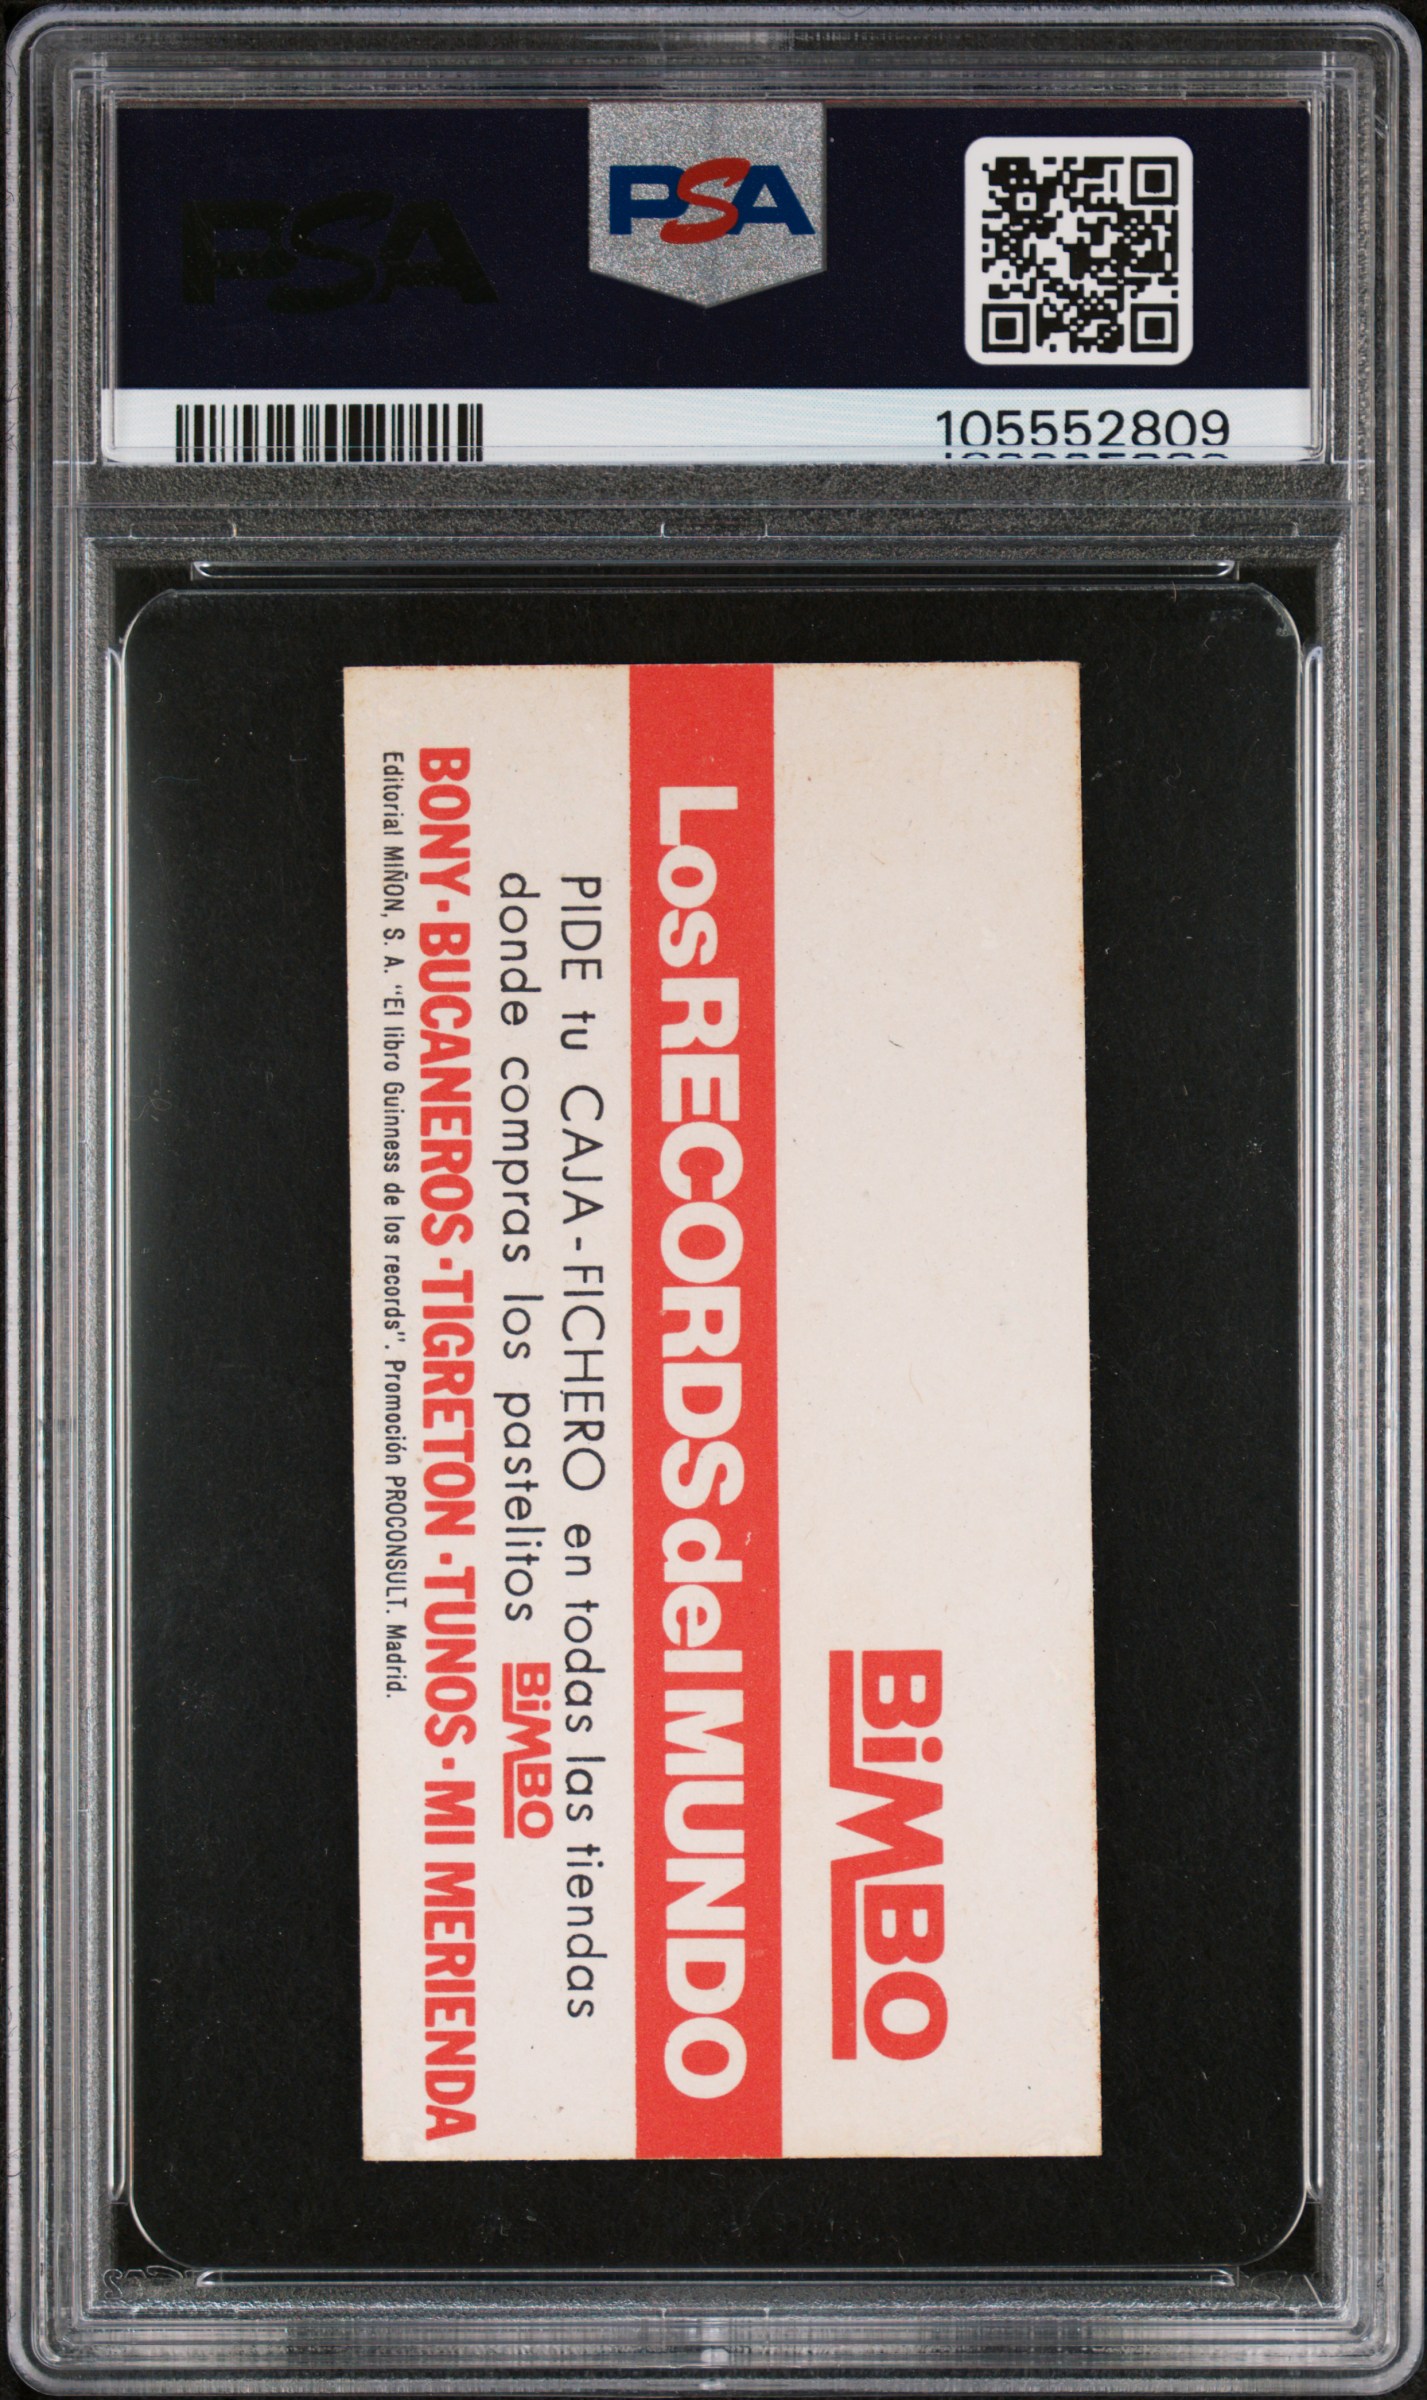 PSA
PSA
105552809
BiMBO
Los RECORDS del MUNDO
PIDE tu CAJA-FICHERO en todas las tiendas
donde compras los pastelitos BiMBO
BONY·BUCANEROS·TIGRETON·TUNOS·MI MERIENDA
Editorial MIÑON, S. A. "El libro Guinness de los records". Promoción PROCONSULT. Madrid.